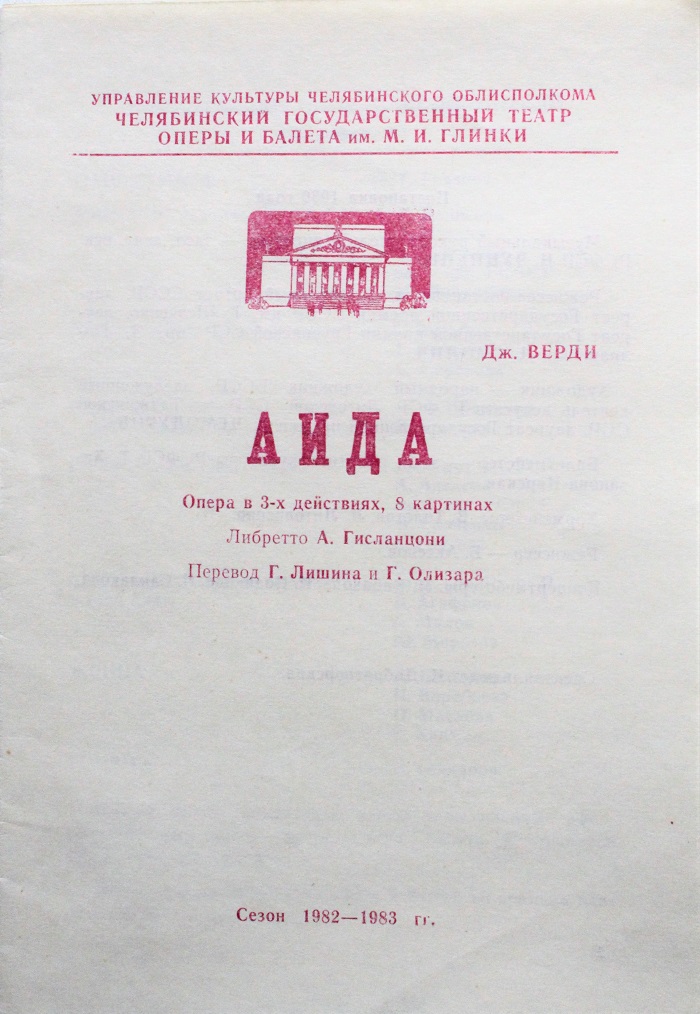 УПРАВЛЕНИЕ КУЛЬТУРЫ ЧЕЛЯБИНСКОГО ОБЛИСПОЛКОМА
ЧЕЛЯБИНСКИЙ ГОСУДАРСТВЕННЫЙ ТЕАТР
ОПЕРЫ И БАЛЕТА им. М. И. ГЛИНКИ
Дж. ВЕРДИ
АИДА
Опера в 3-х действиях, 8 картинах
Либретто А. Гисланцони
Перевод Г. Лишина и Г. Олизара
Сезон 1982—1983 гг.